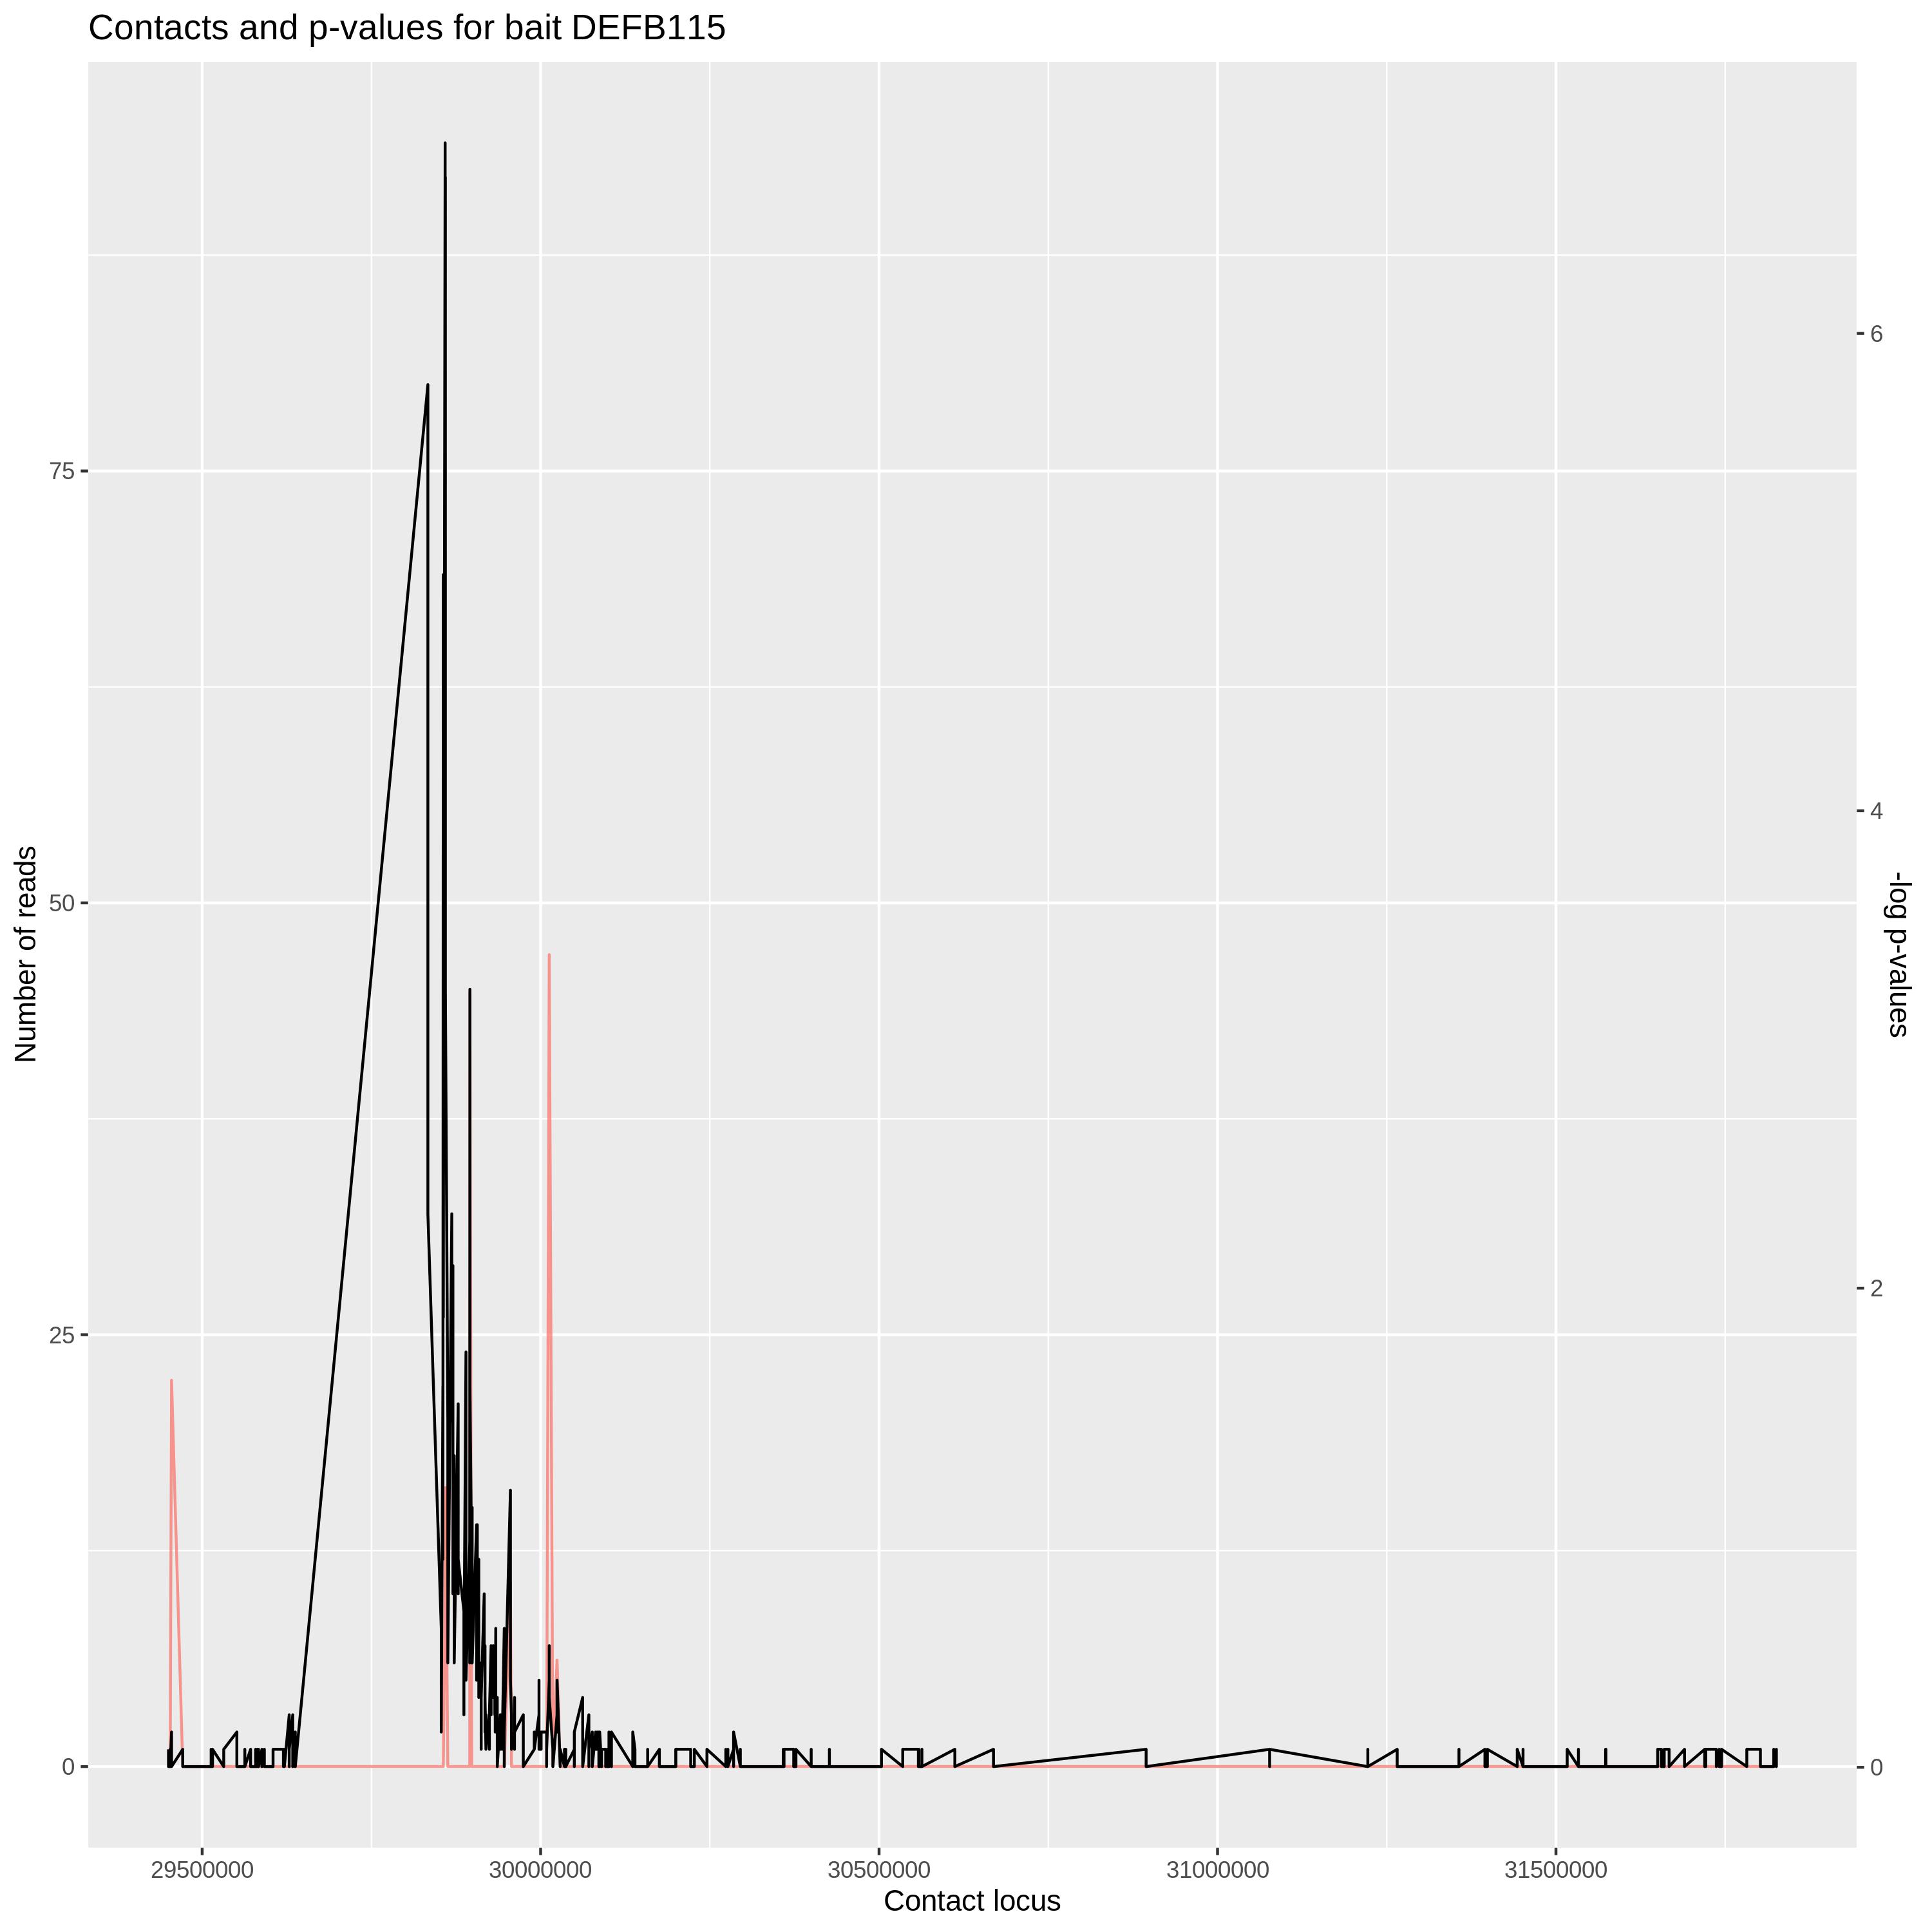 Contacts and p-values for bait DEFB115
Number of reads
75
50
25
0
6
4
2
0
-log p-values
29500000 30000000 30500000 31000000 31500000
Contact locus